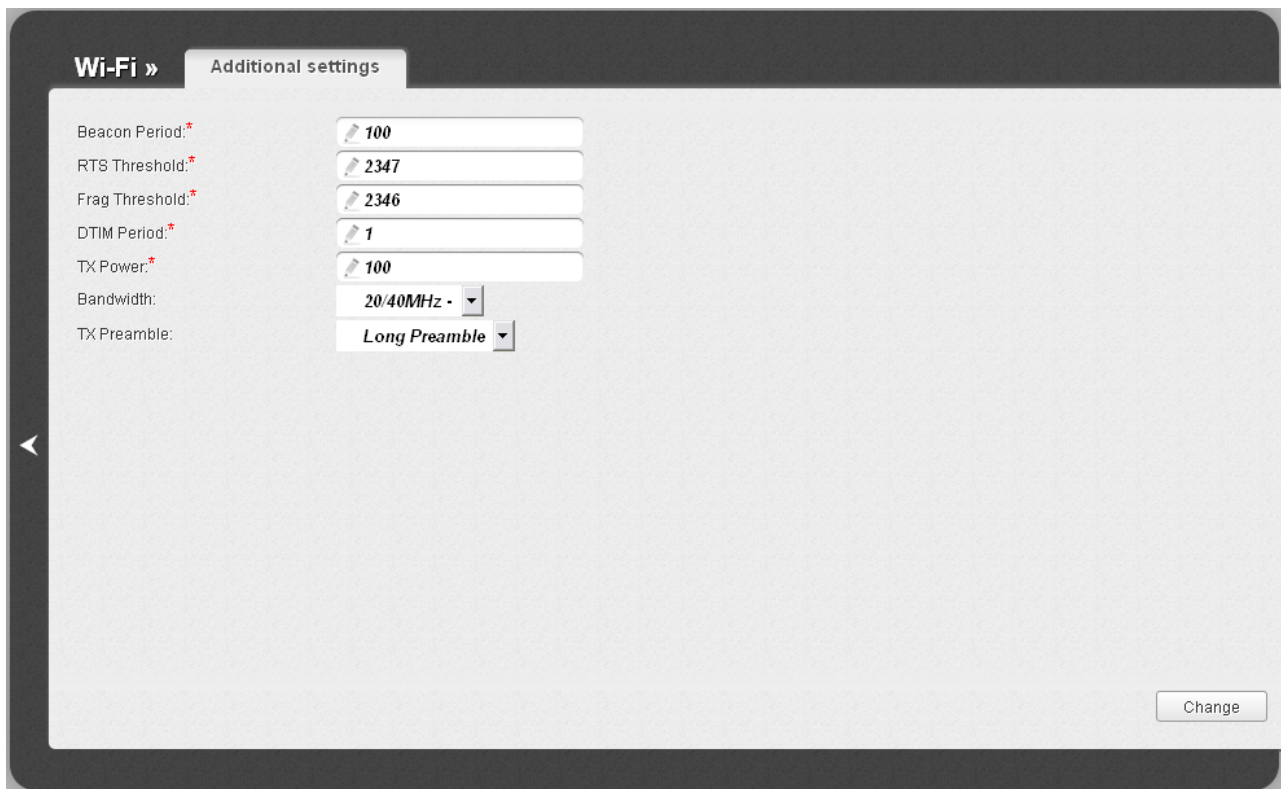 Wi-Fi » Additional settings
Beacon Period:* 100
RTS Threshold:* 2347
Frag Threshold:* 2346
DTIM Period:* 1
TX Power:* 100
Bandwidth: 20/40MHz -
TX Preamble: Long Preamble
Change